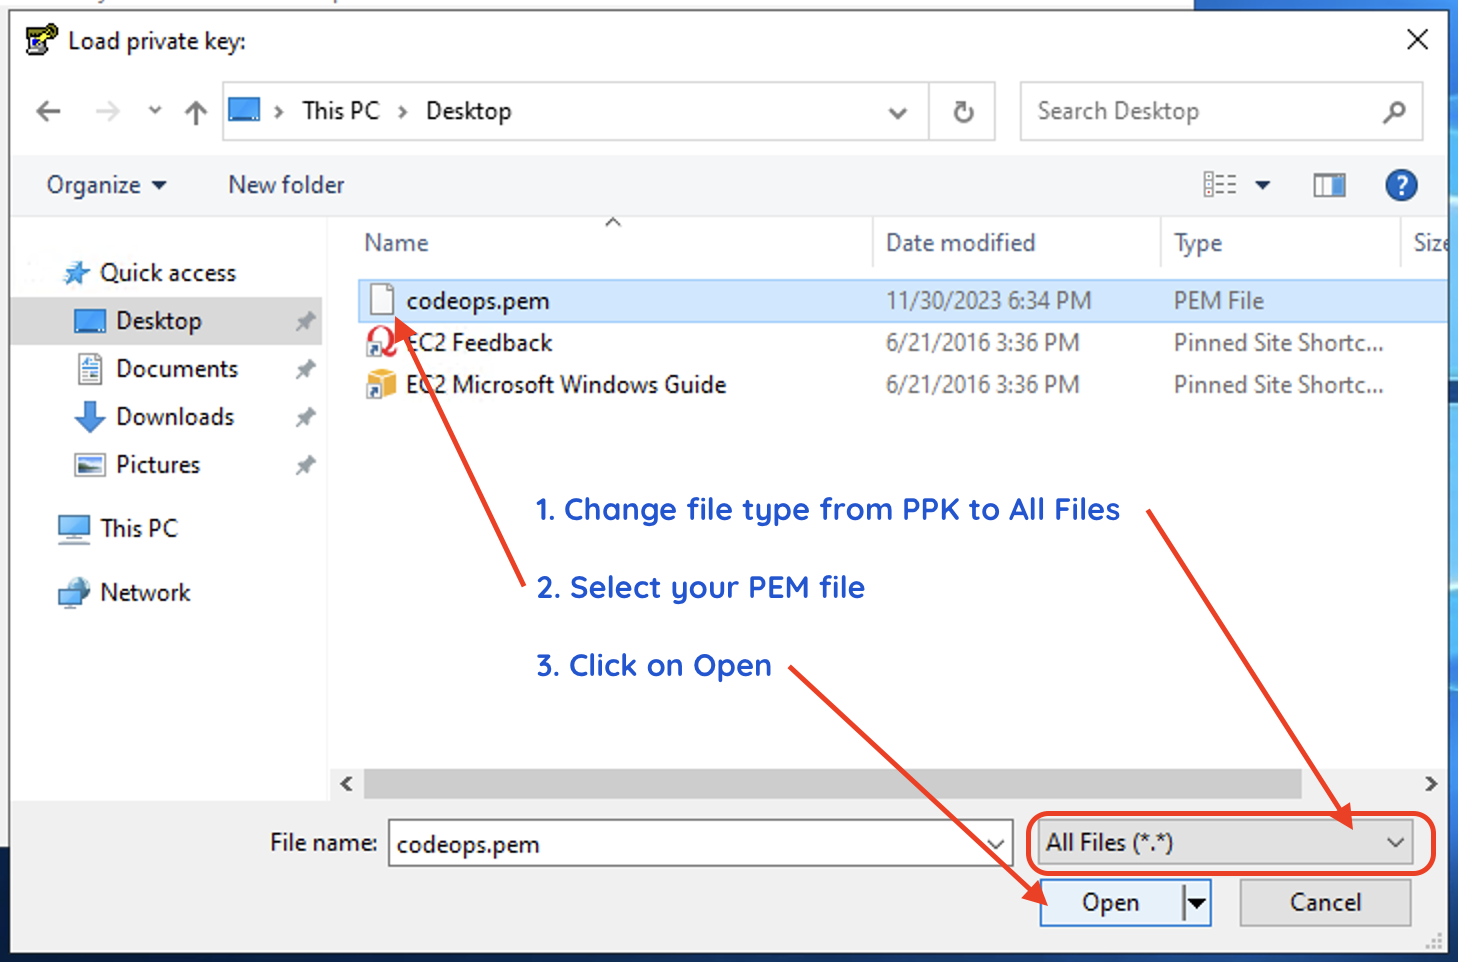 Load private key:
This PC > Desktop
Search Desktop
Organize
New folder
?
Name
Date modified
Type
Size
Quick access
Desktop
Documents
Downloads
Pictures
This PC
Network
codeops.pem 11/30/2023 6:34 PM PEM File
EC2 Feedback 6/21/2016 3:36 PM Pinned Site Shortc...
EC2 Microsoft Windows Guide 6/21/2016 3:36 PM Pinned Site Shortc...
1. Change file type from PPK to All Files
2. Select your PEM file
3. Click on Open
File name: codeops.pem
All Files (*.*)
Open
Cancel